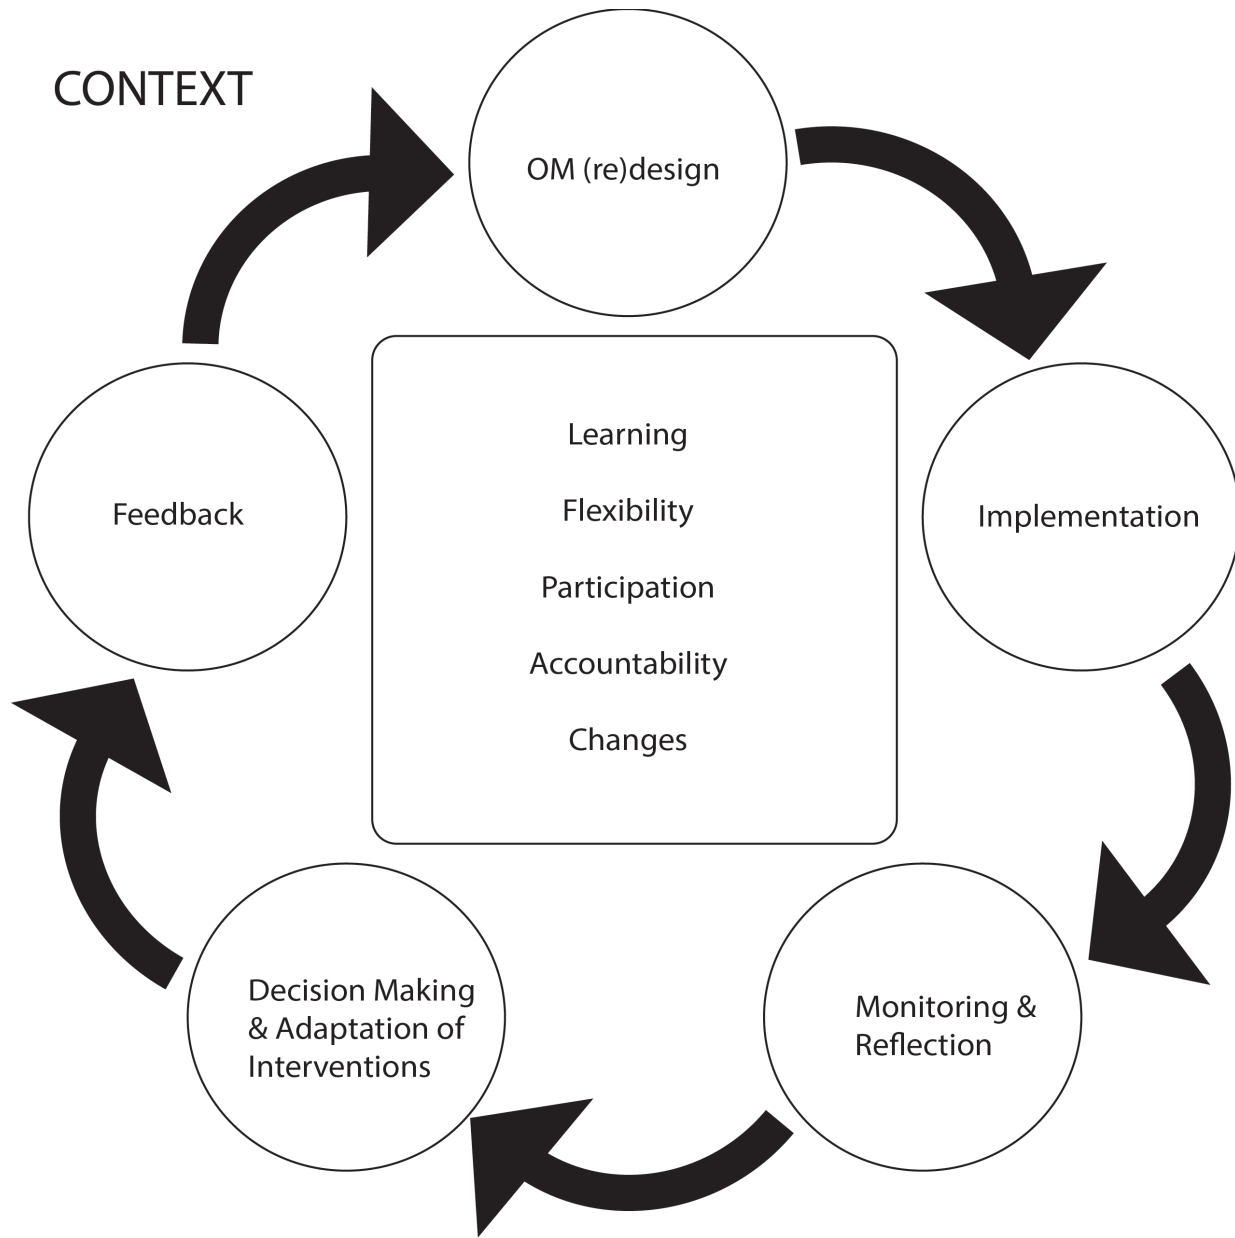 CONTEXT
OM (re)design
Implementation
Monitoring &
Reflection
Decision Making
& Adaptation of
Interventions
Feedback
Learning
Flexibility
Participation
Accountability
Changes